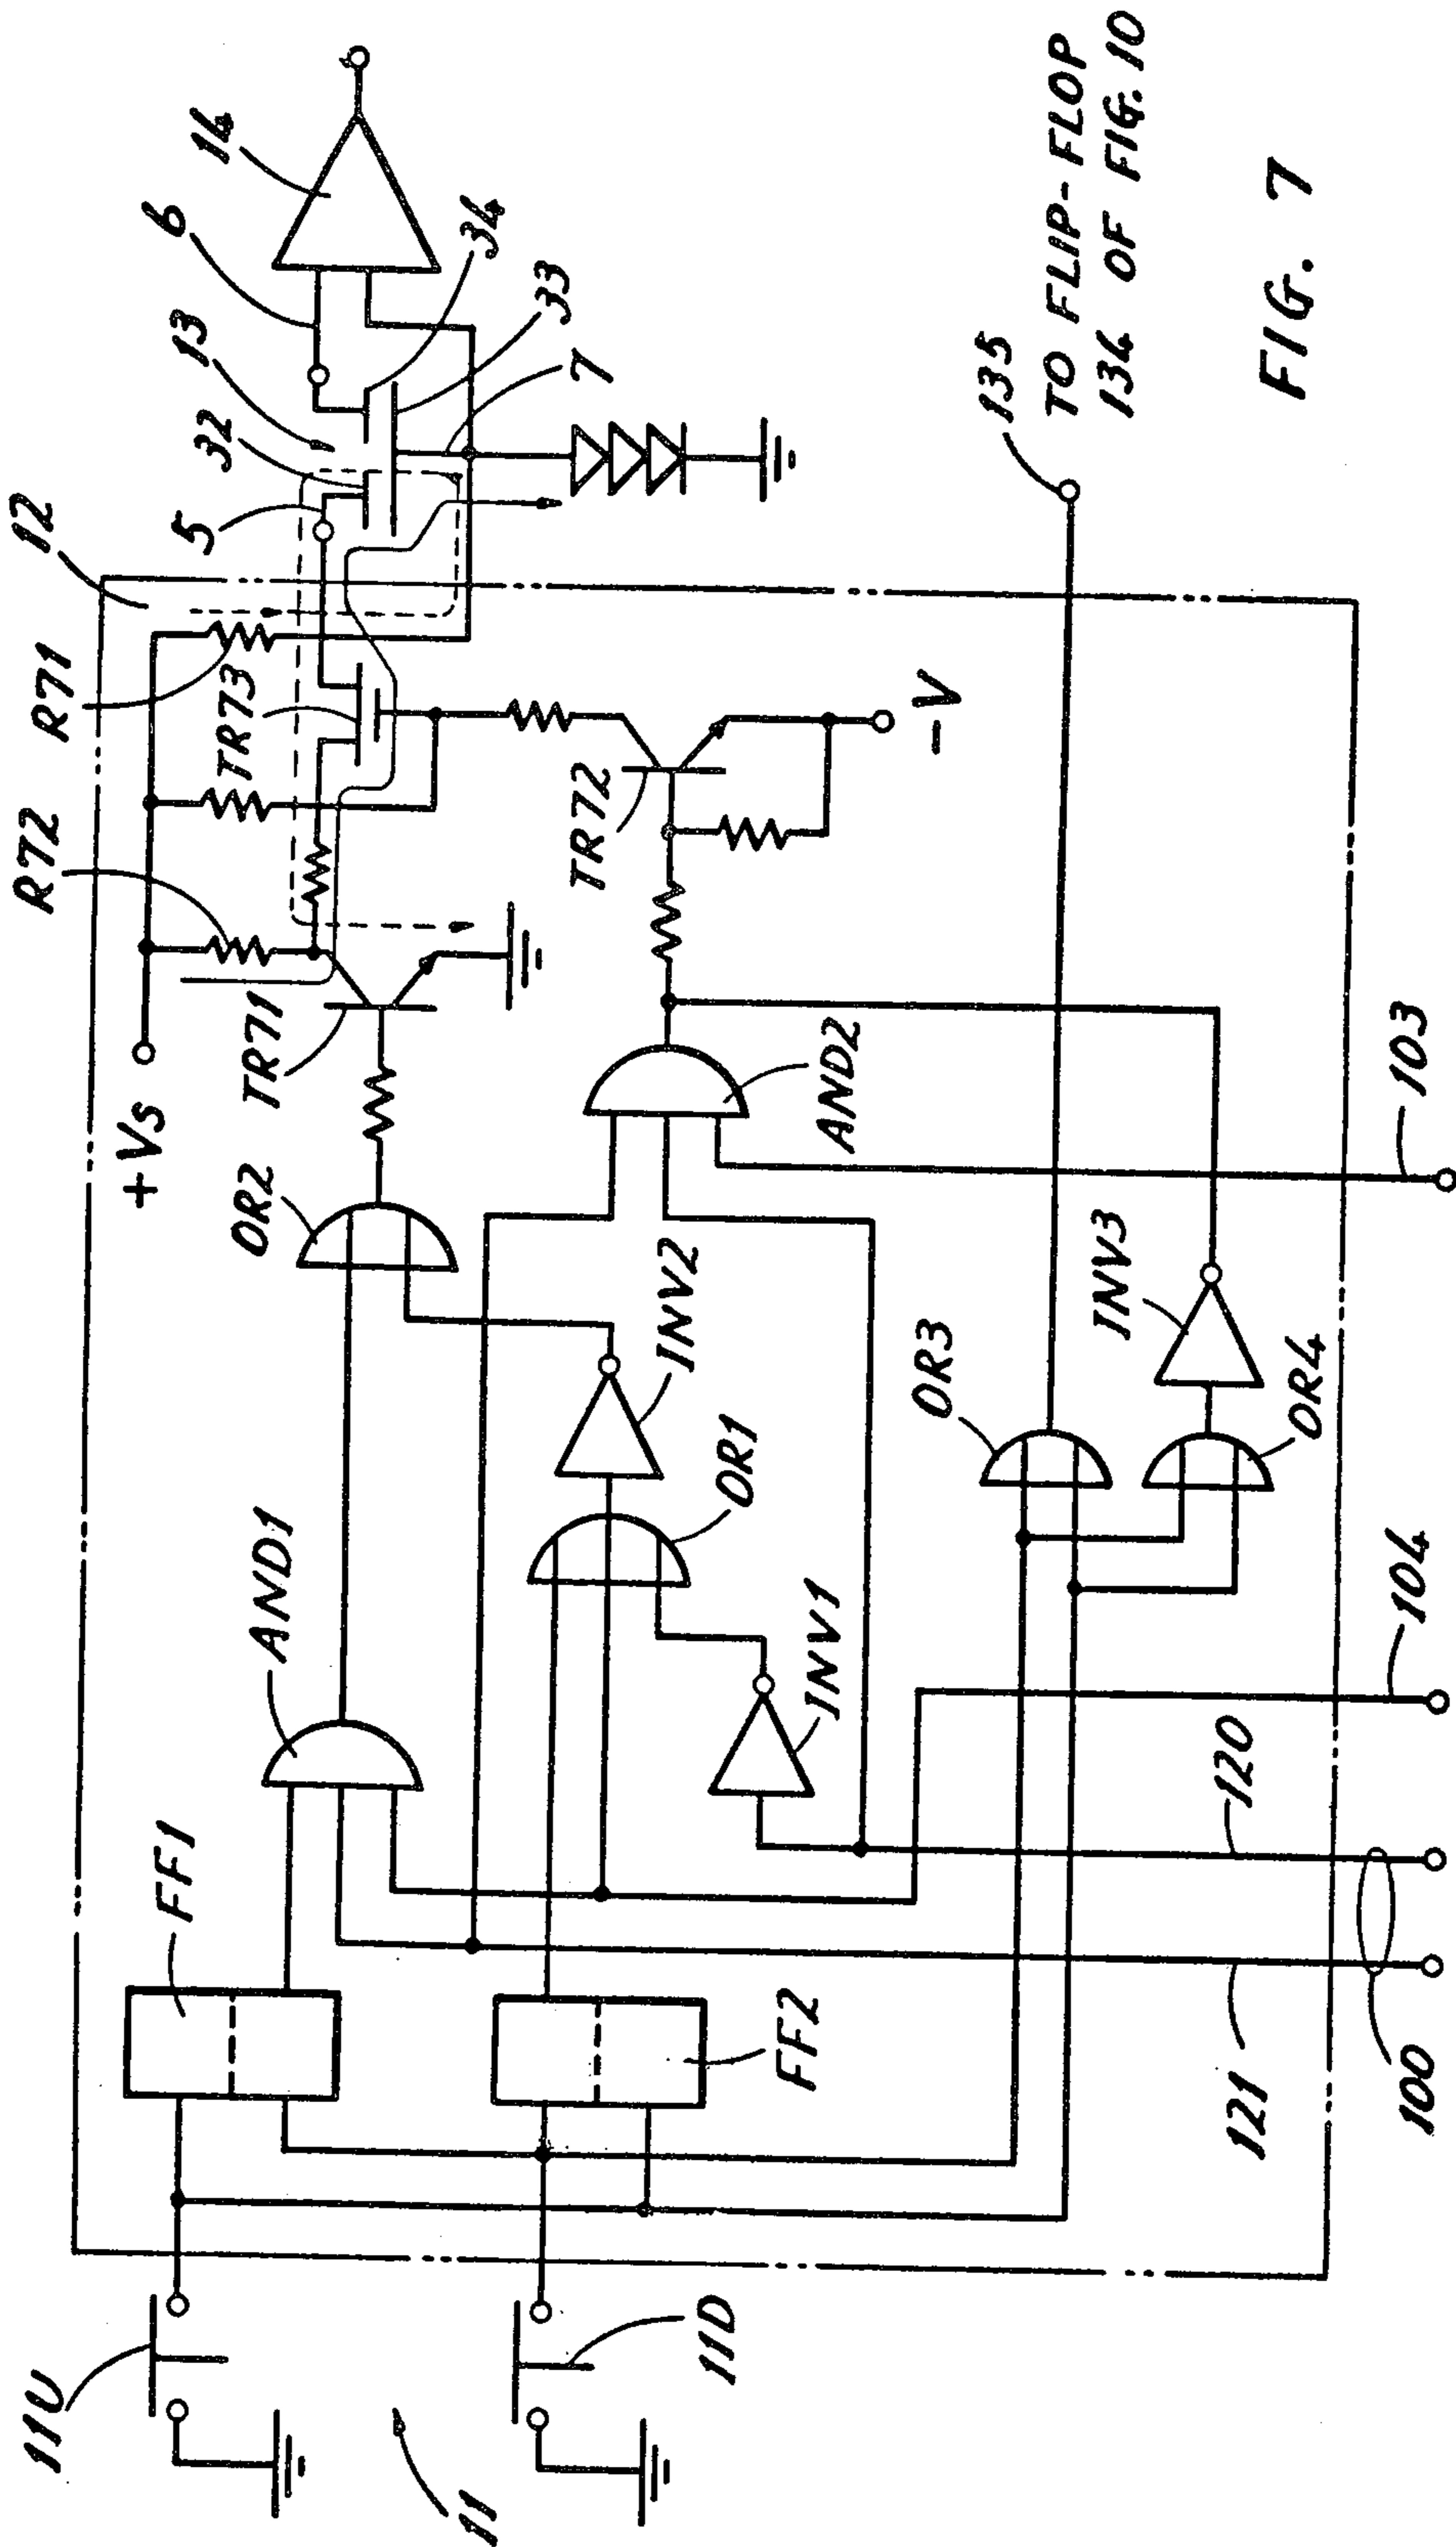 12
R71
R72
+Vs
TR73
5
32
13
6
14
34
33
7
TR71
OR2
AND1
FF1
11U
11
TR72
-V
AND2
INV2
OR1
INV1
FF2
11D
135
TO FLIP-FLOP
134 OF FIG. 10
OR3
INV3
OR4
103
104
120
121
100
FIG. 7